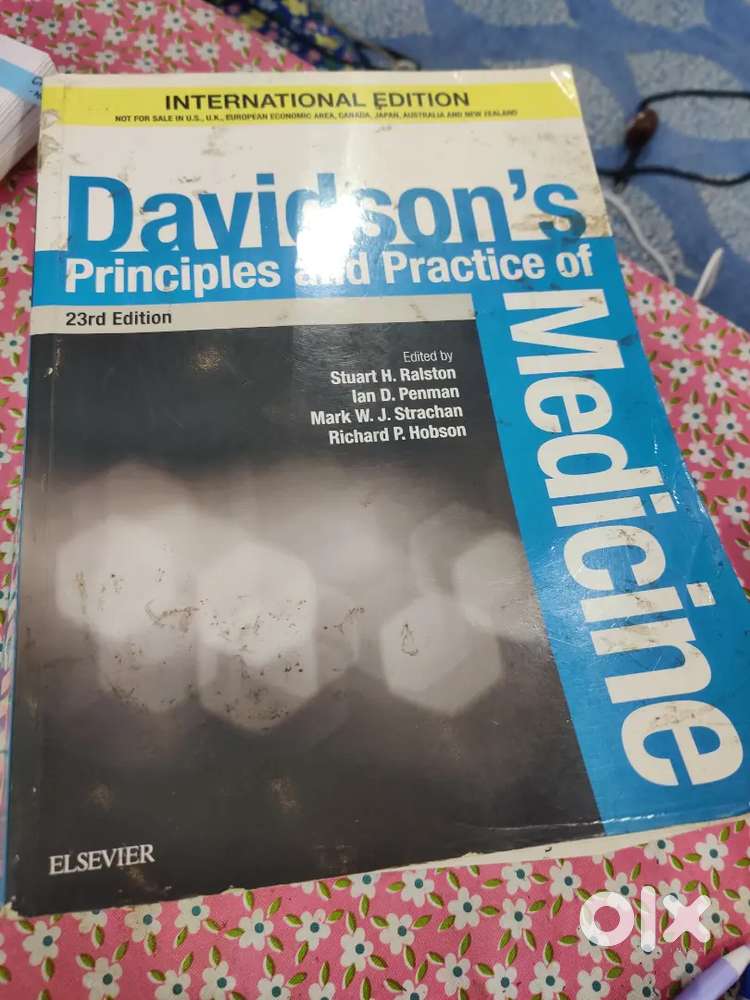 INTERNATIONAL EDITION
NOT FOR SALE IN U.S., U.K., EUROPEAN ECONOMIC AREA, CANADA, JAPAN, AUSTRALIA AND NEW ZEALAND
Davidson's
Principles and Practice of
Medicine
23rd Edition
Edited by
Stuart H. Ralston
Ian D. Penman
Mark W. J. Strachan
Richard P. Hobson
ELSEVIER
olx